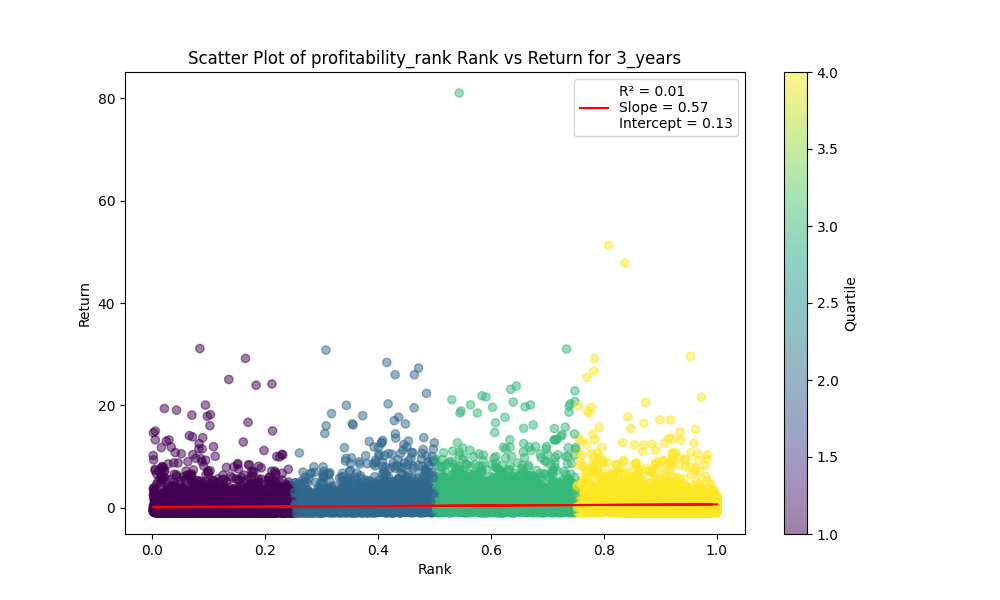 Scatter Plot of profitability_rank Rank vs Return for 3_years
R² = 0.01
Slope = 0.57
Intercept = 0.13
80
60
40
20
0
Return
0.0 0.2 0.4 0.6 0.8 1.0
Rank
4.0
3.5
3.0
2.5
2.0
1.5
1.0
Quartile